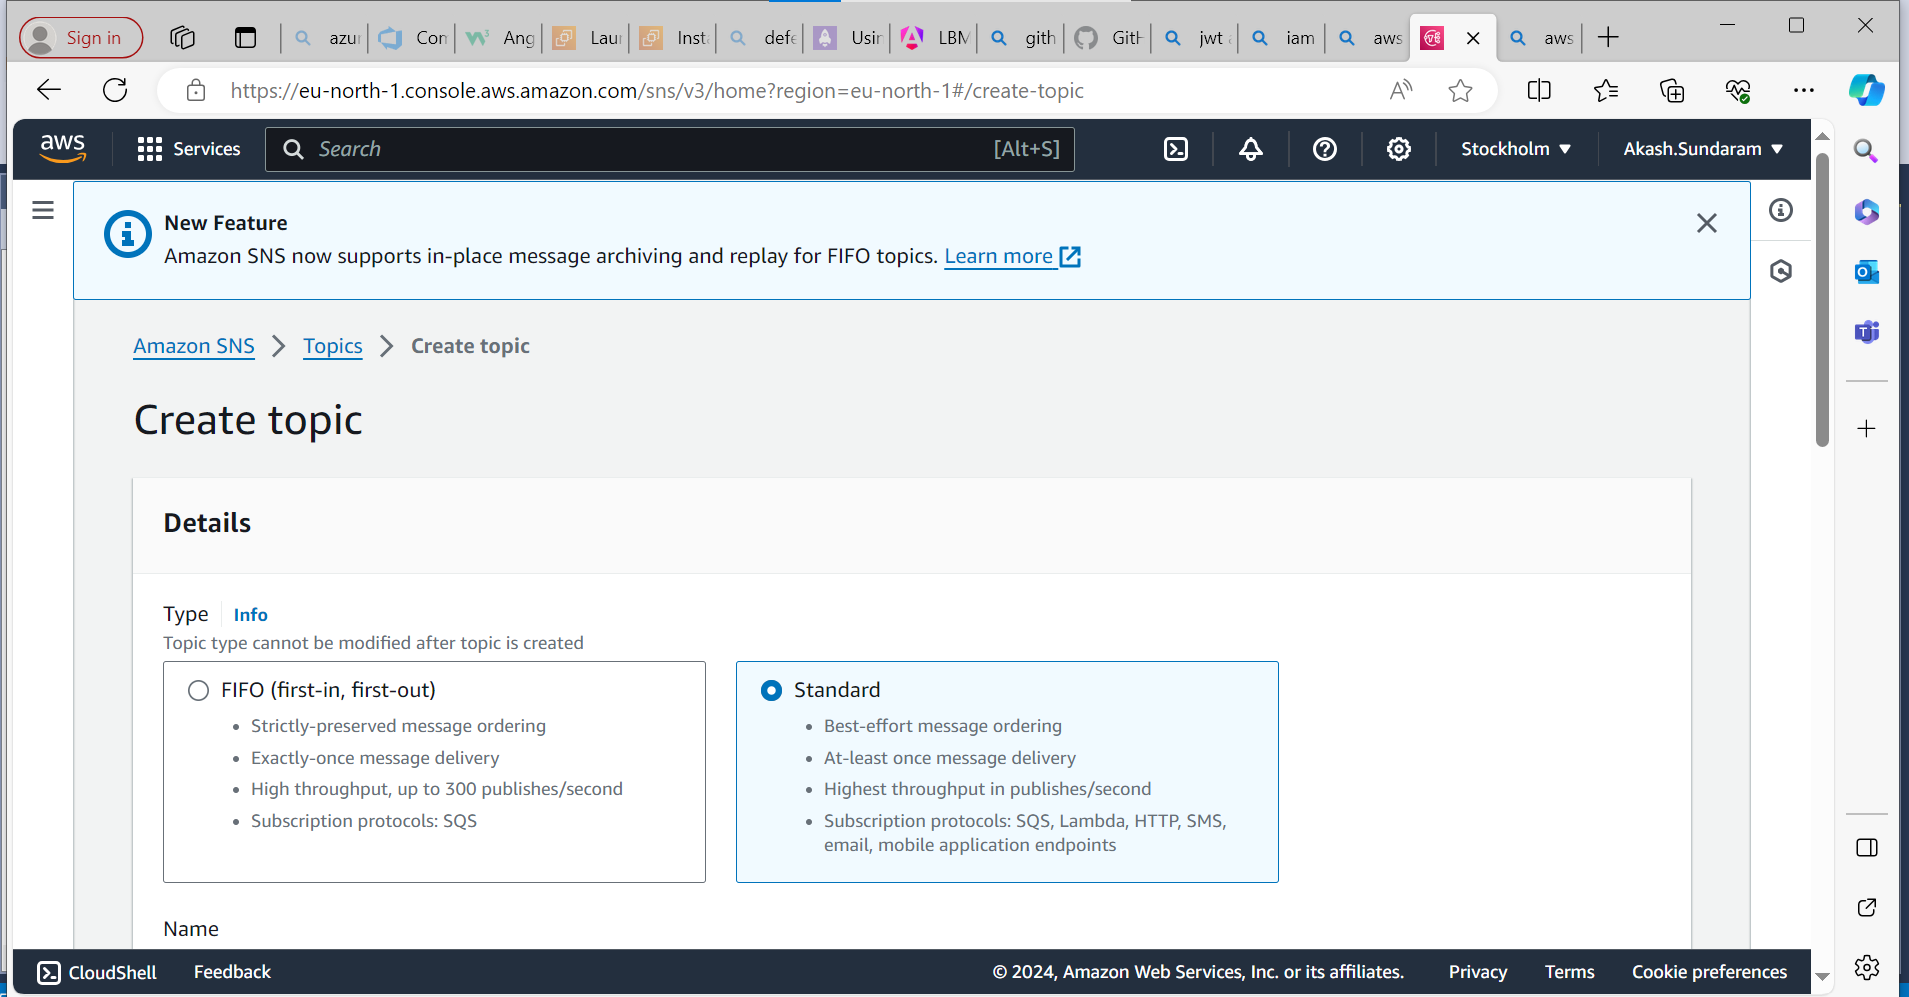 Sign in
azur
Con
Ang
Laun
Insta
defe
Usin
LBM
gith
GitH
jwt a
iam
aws
aws
https://eu-north-1.console.aws.amazon.com/sns/v3/home?region=eu-north-1#/create-topic
aws
Services
Search
[Alt+S]
Stockholm
Akash.Sundaram
New Feature
Amazon SNS now supports in-place message archiving and replay for FIFO topics. Learn more
Amazon SNS > Topics > Create topic
Create topic
Details
Type
Info
Topic type cannot be modified after topic is created
FIFO (first-in, first-out)
• Strictly-preserved message ordering
• Exactly-once message delivery
• High throughput, up to 300 publishes/second
• Subscription protocols: SQS
Standard
• Best-effort message ordering
• At-least once message delivery
• Highest throughput in publishes/second
• Subscription protocols: SQS, Lambda, HTTP, SMS,
email, mobile application endpoints
Name
CloudShell
Feedback
© 2024, Amazon Web Services, Inc. or its affiliates.
Privacy
Terms
Cookie preferences